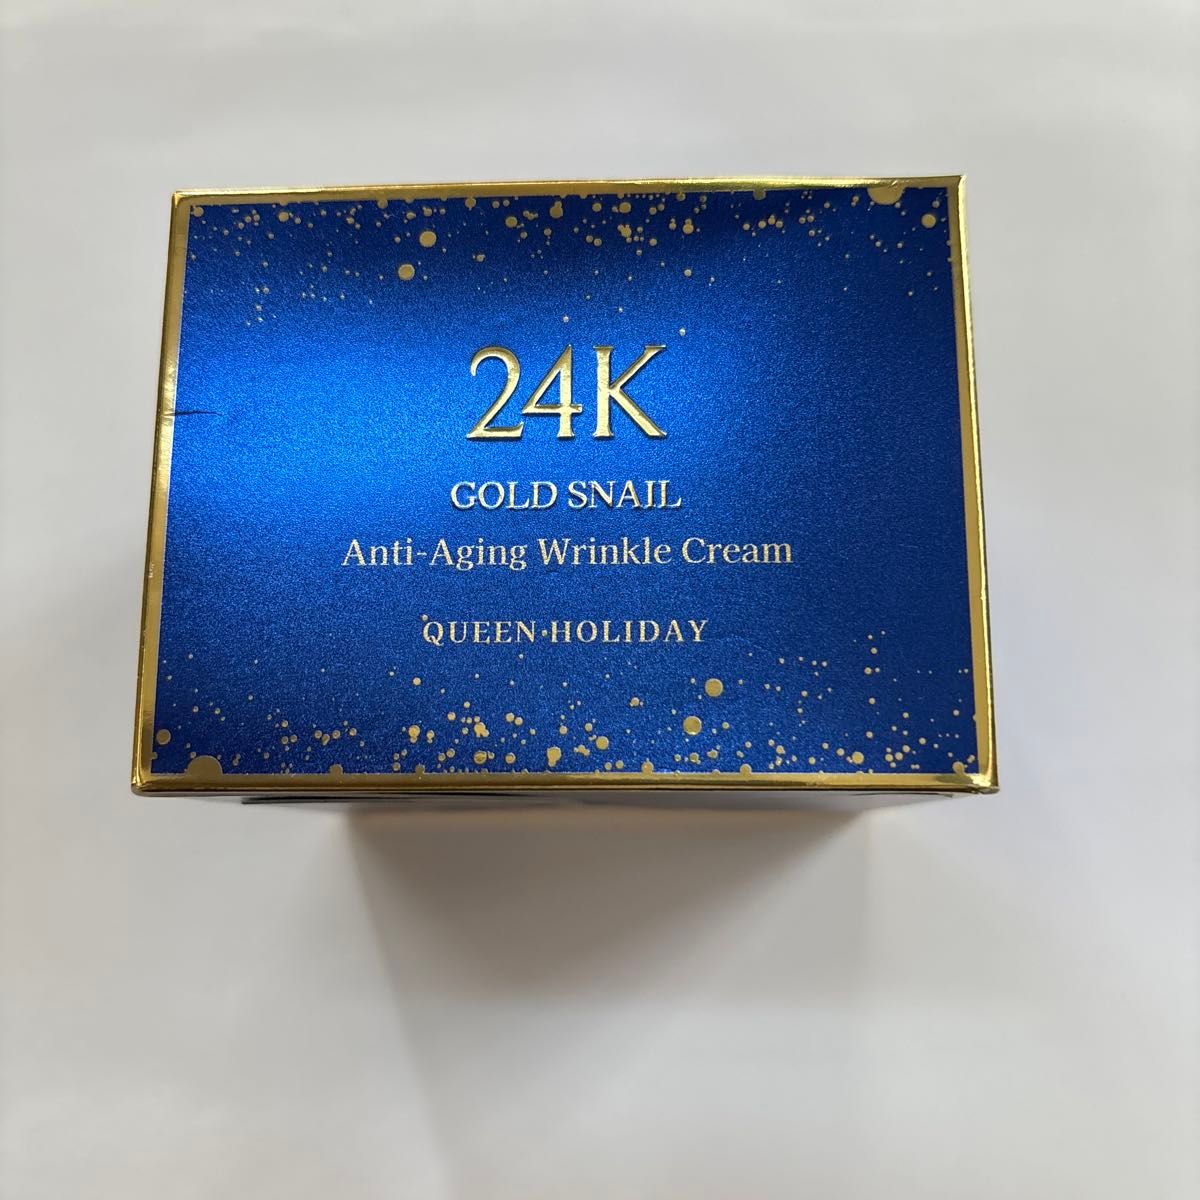 24K
GOLD SNAIL
Anti-Aging Wrinkle Cream
QUEEN·HOLIDAY